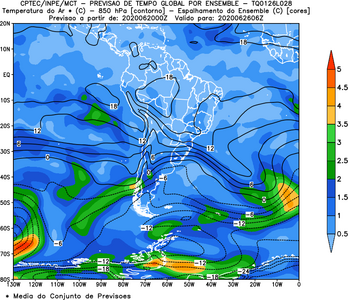 CPTEC/INPE/MCT - PREVISAO DE TEMPO GLOBAL POR ENSEMBLE - TQ0126L028
Temperatura do Ar * (C) - 850 hPa [contorno] - Espalhamento do Ensemble (C) [cores]
Previsao a partir de: 2020062000Z Valido para: 2020062606Z
20N
10N
EQ
10S
20S
30S
40S
50S
60S
70S
80S
130W 120W 110W 100W 90W 80W 70W 60W 50W 40W 30W 20W 10W 0
18
18
18
12
12
12
12
6
0
0
-6
-6
-6
-12
-12
-12
-12
-12
-18
-24
5
4.5
4
3.5
3
2.5
2
1.5
1
0.5
* Media do Conjunto de Previsoes